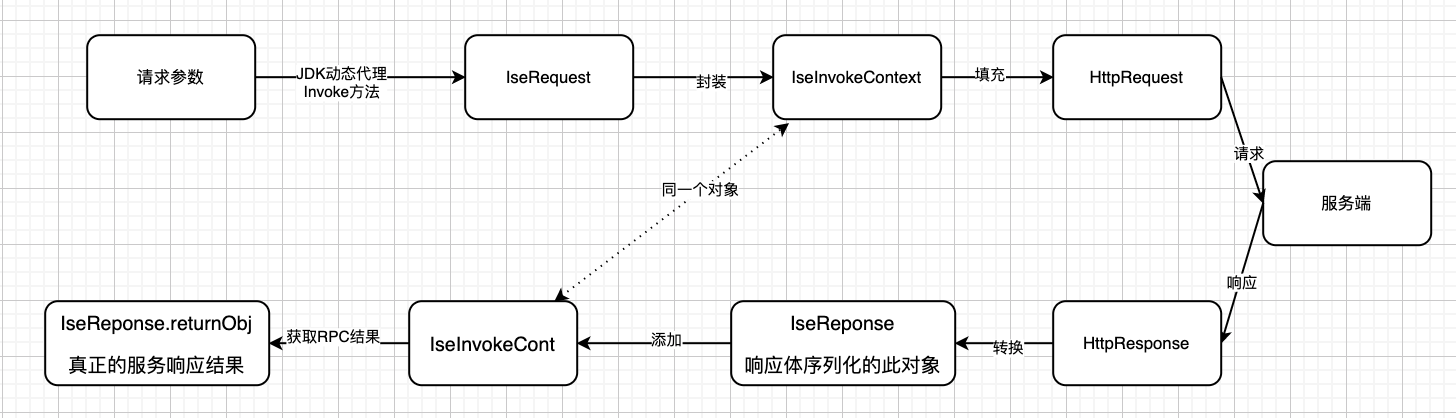 请求参数
JDK动态代理
Invoke方法
IseRequest
封装
IseInvokeContext
填充
HttpRequest
请求
服务端
同一个对象
响应
IseReponse.returnObj
真正的服务响应结果
获取RPC结果
IseInvokeCont
添加
IseReponse
响应体序列化的此对象
转换
HttpResponse